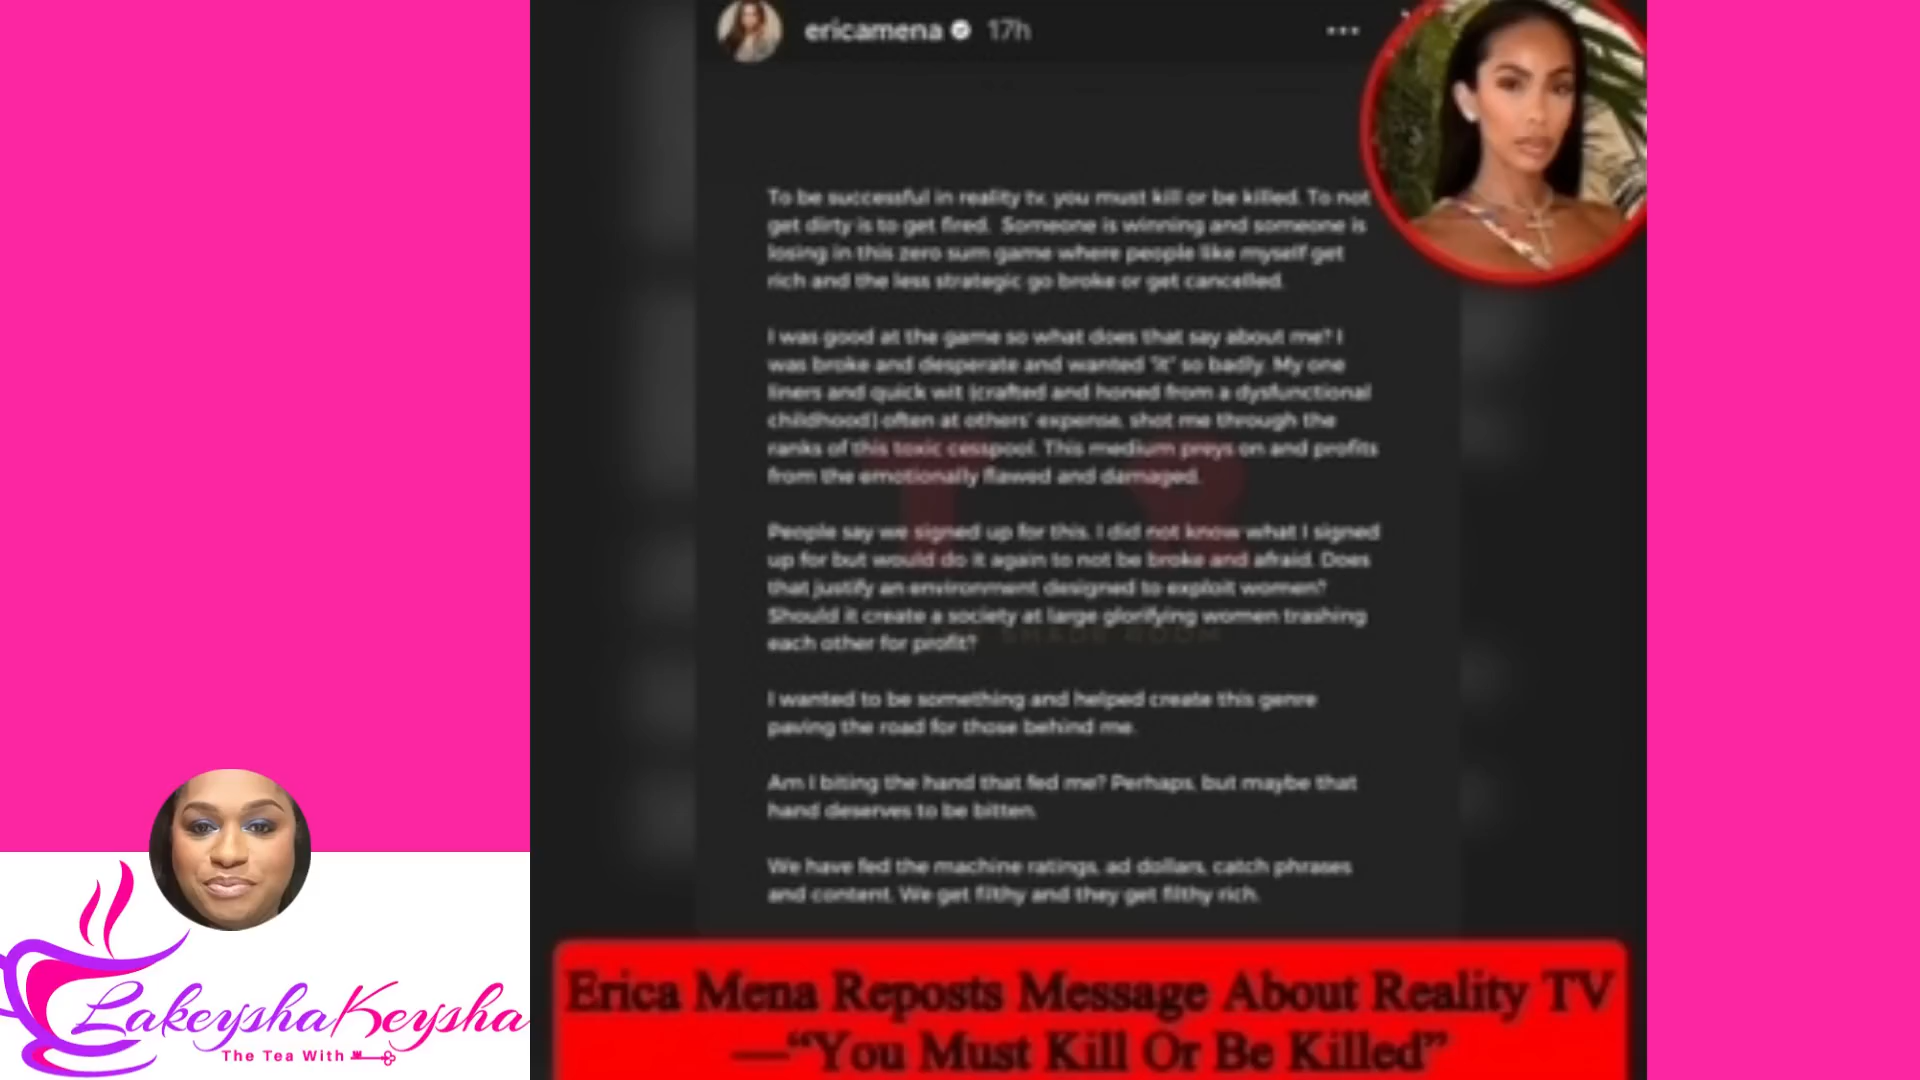 ericamena 17h
To be successful in reality tv, you must kill or be killed. To not
get dirty is to get fired. Someone is winning and someone is
losing in this zero sum game where people like myself get
rich and the less strategic go broke or get cancelled.
I was good at the game so what does that say about me? I
was broke and desperate and wanted "it" so badly. My one
liners and quick wit (crafted and honed from a dysfunctional
childhood) often at others' expense, shot me through the
ranks of this toxic cesspool. This medium preys on and profits
from the emotionally flawed and damaged.
People say we signed up for this. I did not know what I signed
up for but would do it again to not be broke and afraid. Does
that justify an environment designed to exploit women?
Should it create a society at large glorifying women trashing
each other for profit?
SHADE ROOM
I wanted to be something and helped create this genre
paving the road for those behind me.
Am I biting the hand that fed me? Perhaps, but maybe that
hand deserves to be bitten.
We have fed the machine ratings, ad dollars, catch phrases
and content. We get filthy and they get filthy rich.
Erica Mena Reposts Message About Reality TV
—“You Must Kill Or Be Killed”
LakeyshaKeysha
The Tea With